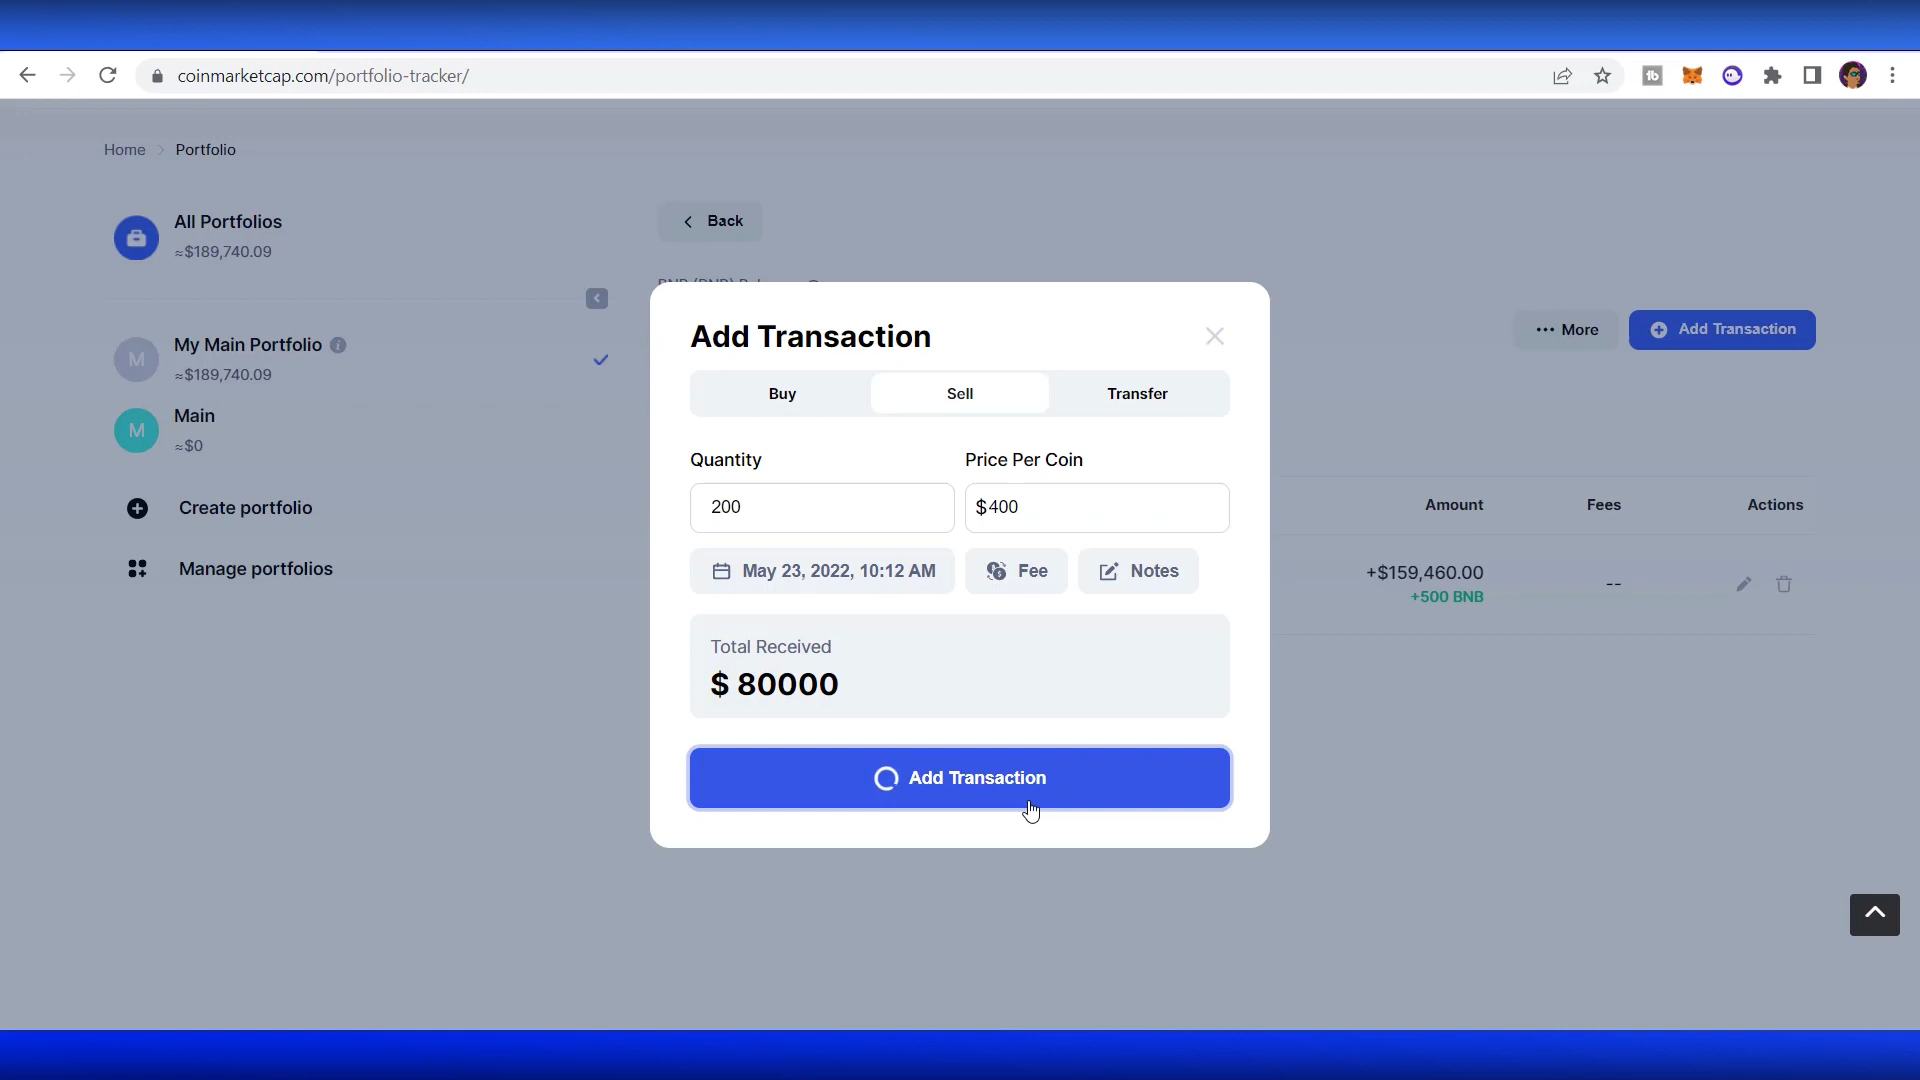 coinmarketcap.com/portfolio-tracker/
Home > Portfolio
All Portfolios
≈$189,740.09
My Main Portfolio
M
≈$189,740.09
Main
M
≈$0
Create portfolio
Manage portfolios
Back
More
Add Transaction
Amount Fees Actions
+$159,460.00
+500 BNB
--
Add Transaction
Buy Sell Transfer
Quantity Price Per Coin
200 $400
May 23, 2022, 10:12 AM Fee Notes
Total Received
$ 80000
Add Transaction